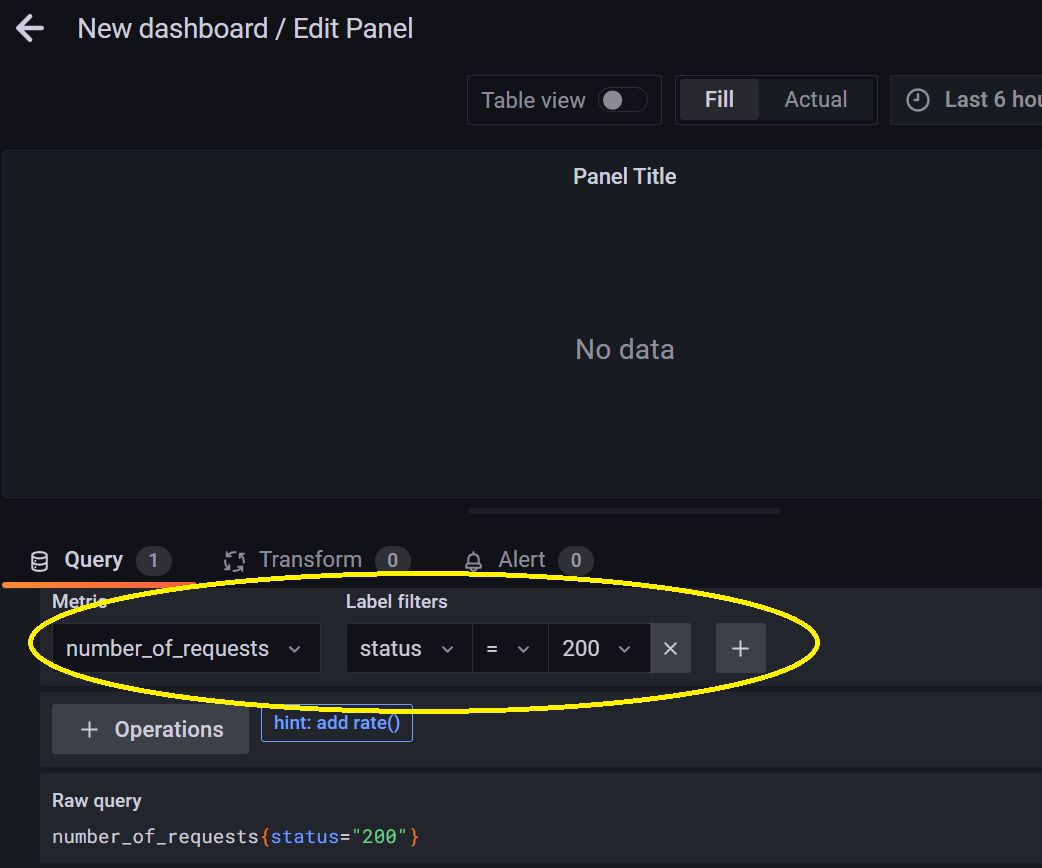 New dashboard / Edit Panel
Table view Fill Actual Last 6 hou
Panel Title
No data
Query 1 Transform 0 Alert 0
Metric Label filters
number_of_requests status = 200
+ Operations hint: add rate()
Raw query
number_of_requests{status="200"}